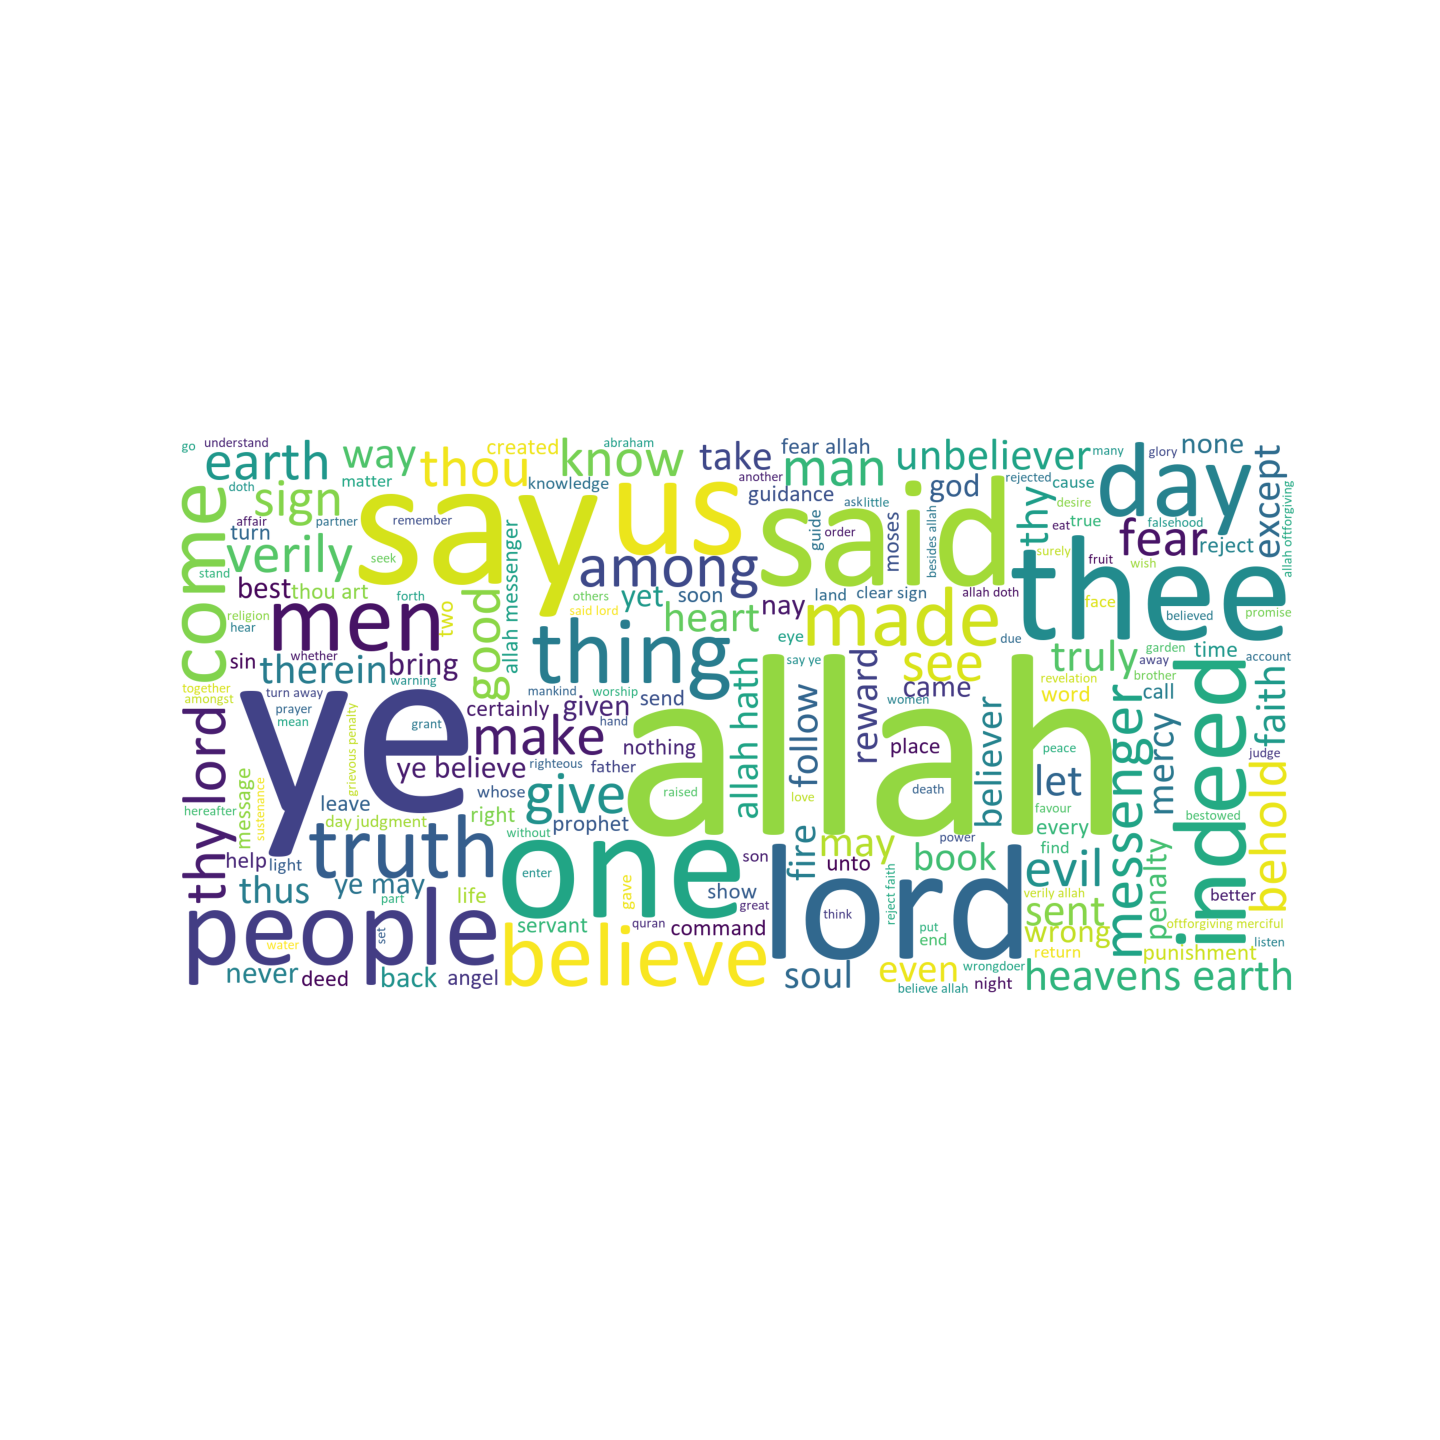 go
understand
earth
way
thou
created
abraham
know
knowledge
take
fear allah
another
man
unbeliever
many
glory
none
day
except
doth
sign
matter
say
us
said
guidance
asklittle
god
rejected
cause
thy
desire
allah oftforgiving
come
affair
turn
partner
remember
verily
seek
allah messenger
among
guide
order
moses
besides allah
true
eat
falsehood
fear
reject
surely
fruit
wish
stand
best
thou art
forth
two
good
others
said lord
yet
soon
heart
nay
land
clear sign
allah doth
made
due
face
thee
believed
promise
religion
hear
men
thing
eye
see
truly
garden
away
brother
time
account
sin
whether
therein
bring
warning
say ye
came
reward
women
revelation
word
call
indeed
faith
together
amongst
turn away
mankind
worship
send
allah hath
follow
believer
messenger
mercy
thy lord
prayer
mean
ye
grievous penalty
grant
certainly
given
hand
make
nothing
allah
place
peace
judge
ye believe
righteous
father
raised
love
death
let
behold
hereafter
message
sustenance
leave
whose
give
favour
bestowed
day judgment
right
without
prophet
every
truth
one
son
fire
may
power
find
penalty
help
light
unto
book
evil
thus
ye may
part
life
enter
gave
show
great
lord
think
reject faith
verily allah
better
people
set
servant
quran
command
put
end
sent
wrong
oftforgiving merciful
water
believe
return
punishment
listen
never
deed
back
angel
soul
even
wrongdoer
believe allah
night
heavens earth